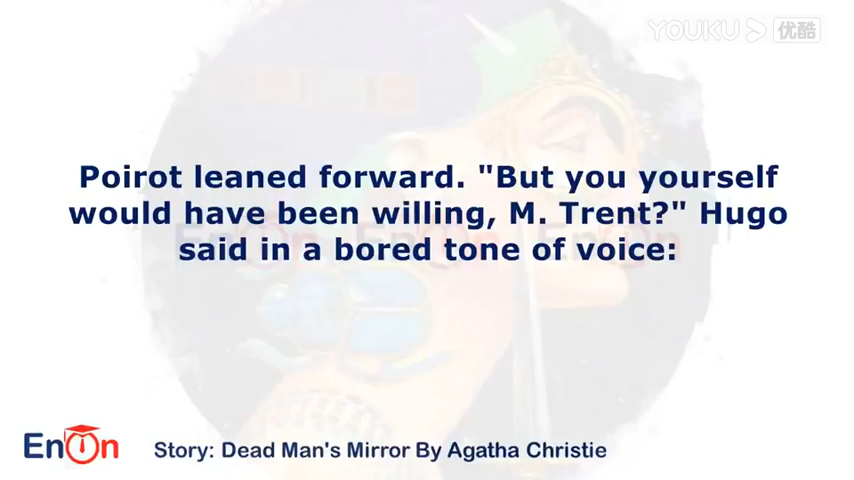 YOUKU 优酷
Poirot leaned forward. "But you yourself
would have been willing, M. Trent?" Hugo
said in a bored tone of voice:
EnOn
Story: Dead Man's Mirror By Agatha Christie